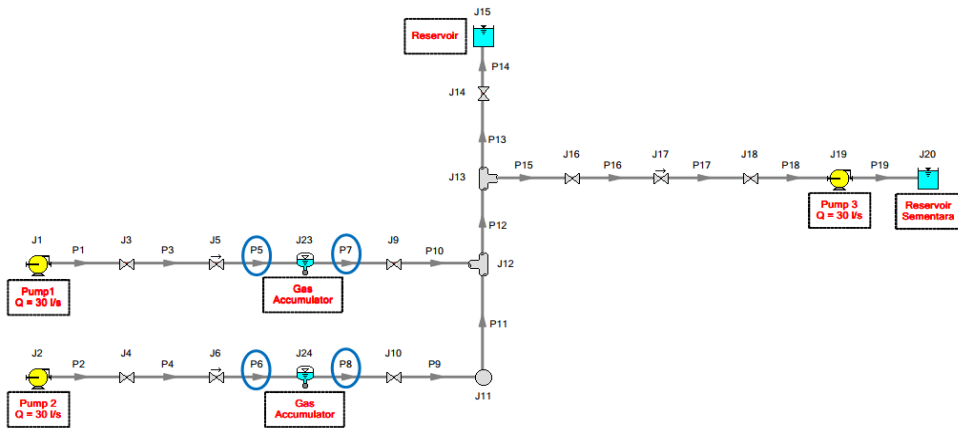 J15
Reservoir
P14
J14
P13
P15 J16 P16 J17 P17 J18 P18 J19 P19 J20
J13
Pump 3
Q = 30 l/s
Reservoir
Sementara
P12
J1 P1 J3 P3 J5 P5 J23 P7 J9 P10
J12
Pump1
Q = 30 l/s
Gas
Accumulator
P11
J2 P2 J4 P4 J6 P6 J24 P8 J10 P9
J11
Pump 2
Q = 30 l/s
Gas
Accumulator